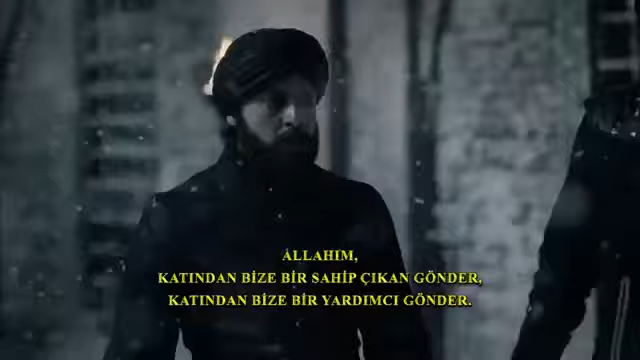 ALLAHIM,
KATINDAN BİZE BİR SAHİP ÇIKAN GÖNDER,
KATINDAN BİZE BİR YARDIMCI GÖNDER.